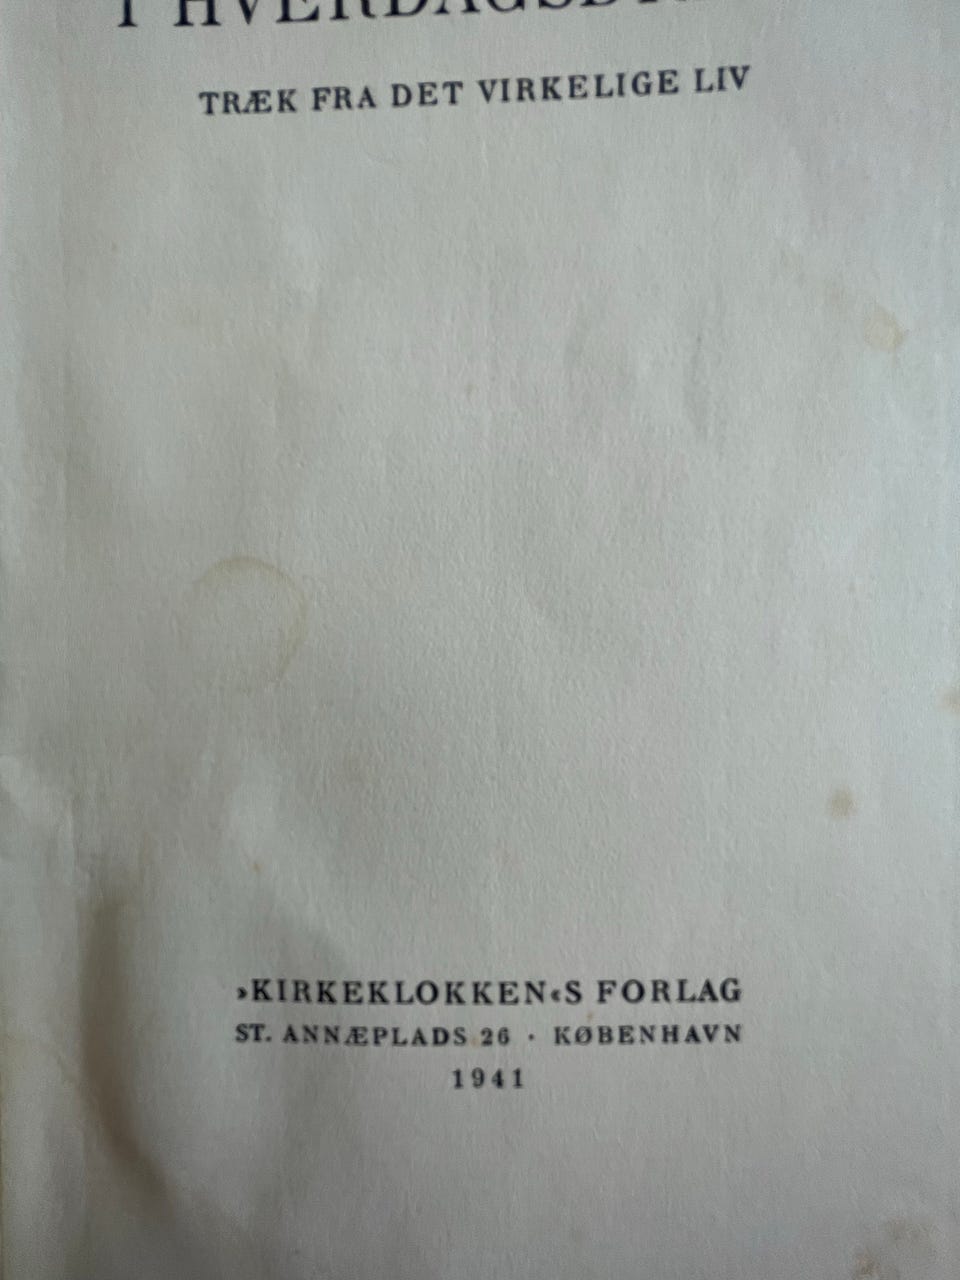 I
TRÆK FRA DET VIRKELIGE LIV
»KIRKEKLOKKEN«S FORLAG
ST. ANNÆPLADS 26 · KØBENHAVN
1941